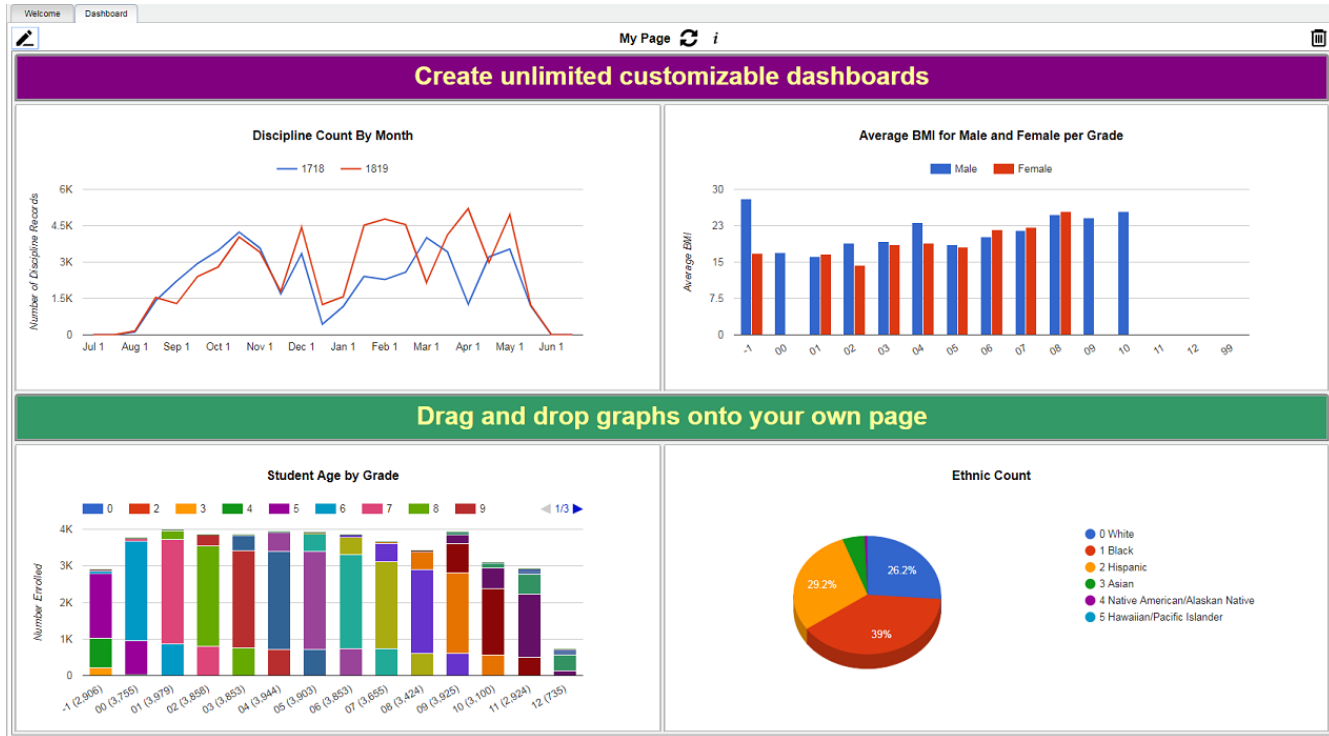 Welcome Dashboard
My Page i
Create unlimited customizable dashboards
Discipline Count By Month
1718 1819
Number of Discipline Records
6K
4.5K
3K
1.5K
0
Jul 1 Aug 1 Sep 1 Oct 1 Nov 1 Dec 1 Jan 1 Feb 1 Mar 1 Apr 1 May 1 Jun 1
Average BMI for Male and Female per Grade
Male Female
Average BMI
30
23
15
7.5
0
-1 00 01 02 03 04 05 06 07 08 09 10 11 12 99
Drag and drop graphs onto your own page
Student Age by Grade
0 2 3 4 5 6 7 8 9 1/3
Number Enrolled
4K
3K
2K
1K
0
-1 (2,906) 00 (3,755) 01 (3,979) 02 (3,858) 03 (3,853) 04 (3,944) 05 (3,903) 06 (3,853) 07 (3,655) 08 (3,424) 09 (3,925) 10 (3,100) 11 (2,924) 12 (735)
Ethnic Count
26.2%
39%
29.2%
0 White
1 Black
2 Hispanic
3 Asian
4 Native American/Alaskan Native
5 Hawaiian/Pacific Islander